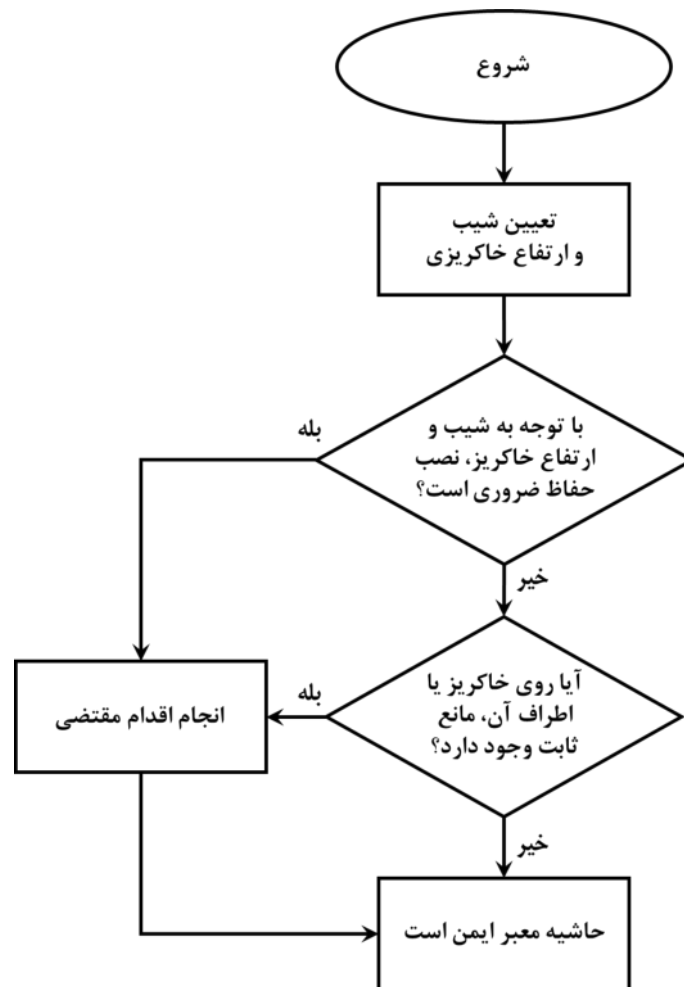 شروع
تعیین شیب
و ارتفاع خاکریزی
با توجه به شیب و
ارتفاع خاکریز، نصب
حفاظ ضروری است؟
بله
خیر
آیا روی خاکریز یا
اطراف آن، مانع
ثابت وجود دارد؟
بله
انجام اقدام مقتضی
خیر
حاشیه معبر ایمن است